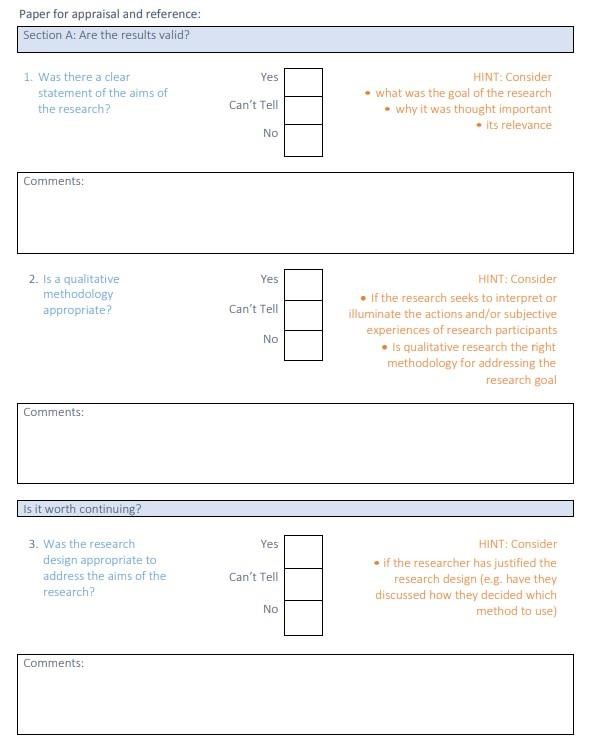 Paper for appraisal and reference:
Section A: Are the results valid?
1. Was there a clear
statement of the aims of
the research?
Yes
Can't Tell
No
HINT: Consider
• what was the goal of the research
• why it was thought important
• its relevance
Comments:
2. Is a qualitative
methodology
appropriate?
Yes
Can't Tell
No
HINT: Consider
• If the research seeks to interpret or
illuminate the actions and/or subjective
experiences of research participants
• Is qualitative research the right
methodology for addressing the
research goal
Comments:
Is it worth continuing?
3. Was the research
design appropriate to
address the aims of the
research?
Yes
Can't Tell
No
HINT: Consider
• if the researcher has justified the
research design (e.g. have they
discussed how they decided which
method to use)
Comments: